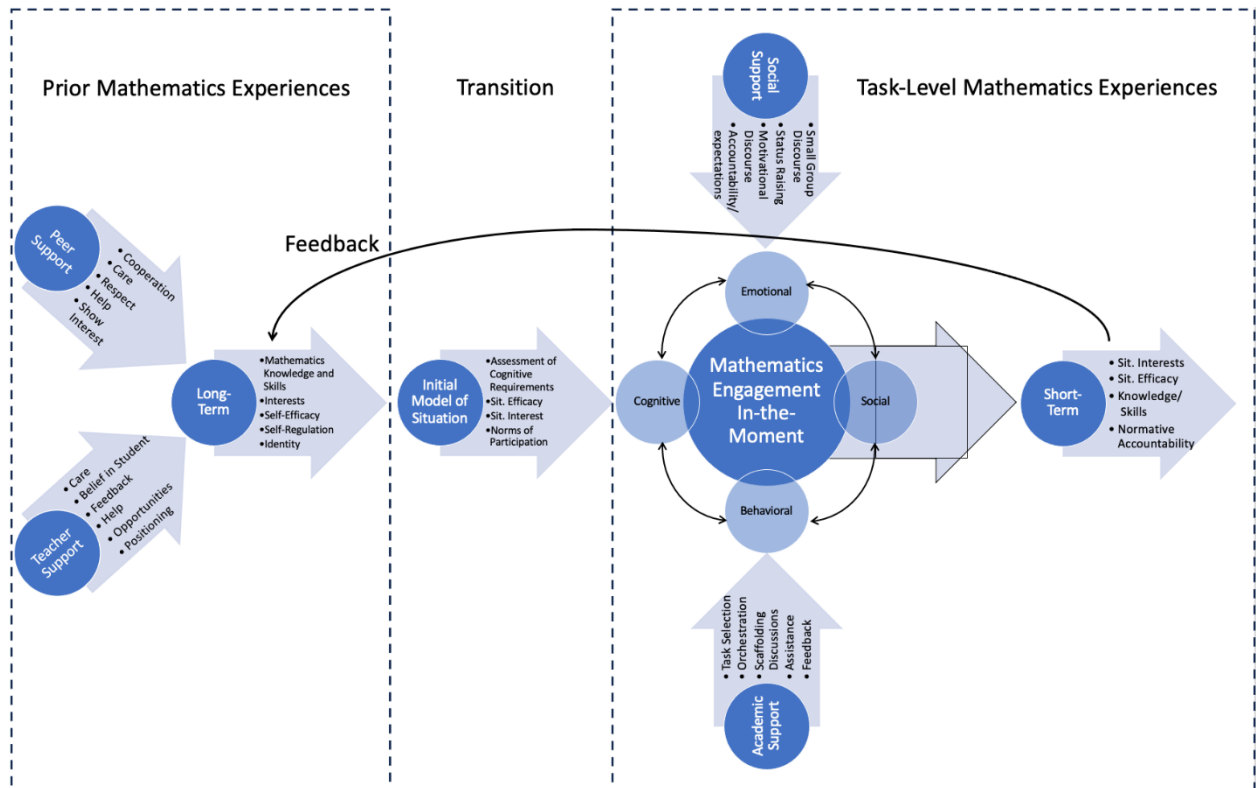 Prior Mathematics Experiences
Transition
Task-Level Mathematics Experiences
Social
Support
• Small Group
Discourse
• Status Raising
• Motivational
Discourse
• Accountability/
expectations
Feedback
Peer
Support
• Cooperation
• Care
• Respect
• Help
• Show
Interest
Long-
Term
•Mathematics
Knowledge and
Skills
•Interests
•Self-Efficacy
•Self-Regulation
•Identity
Teacher
Support
• Care
• Belief in Student
• Feedback
• Help
• Opportunities
• Positioning
Initial
Model of
Situation
•Assessment of
Cognitive
Requirements
•Sit. Efficacy
•Sit. Interest
•Norms of
Participation
Emotional
Cognitive
Mathematics
Engagement
In-the-
Moment
Social
Behavioral
Short-
Term
• Sit. Interests
• Sit. Efficacy
• Knowledge/
Skills
• Normative
Accountability
• Task Selection
• Orchestration
• Scaffolding
Discussions
• Assistance
• Feedback
Academic
Support